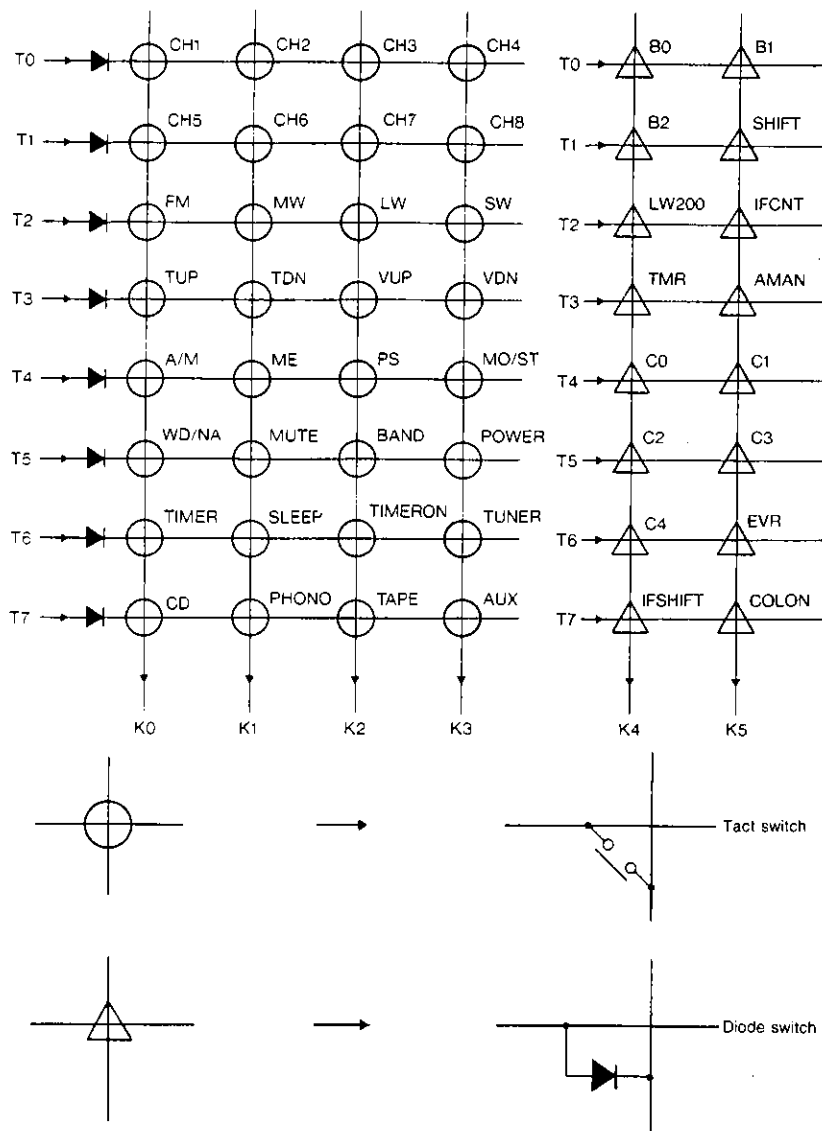 T0 CH1 CH2 CH3 CH4 T0 B0 B1
T1 CH5 CH6 CH7 CH8 T1 B2 SHIFT
T2 FM MW LW SW T2 LW200 IFCNT
T3 TUP TDN VUP VDN T3 TMR AMAN
T4 A/M ME PS MO/ST T4 C0 C1
T5 WD/NA MUTE BAND POWER T5 C2 C3
T6 TIMER SLEEP TIMERON TUNER T6 C4 EVR
T7 CD PHONO TAPE AUX T7 IFSHIFT COLON
K0 K1 K2 K3 K4 K5
Tact switch
Diode switch